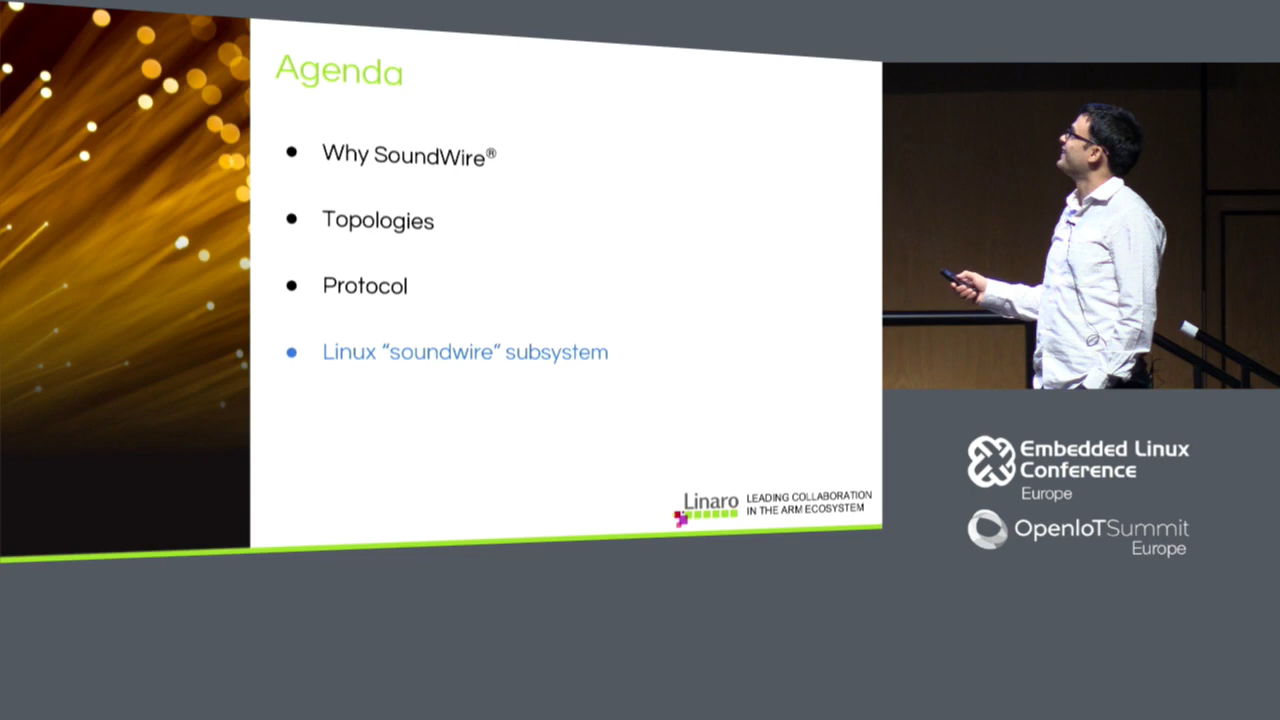 Agenda
• Why SoundWire®
• Topologies
• Protocol
• Linux “soundwire” subsystem
Linaro
LEADING COLLABORATION
IN THE ARM ECOSYSTEM
Embedded Linux
Conference
Europe
OpenIoTSummit
Europe